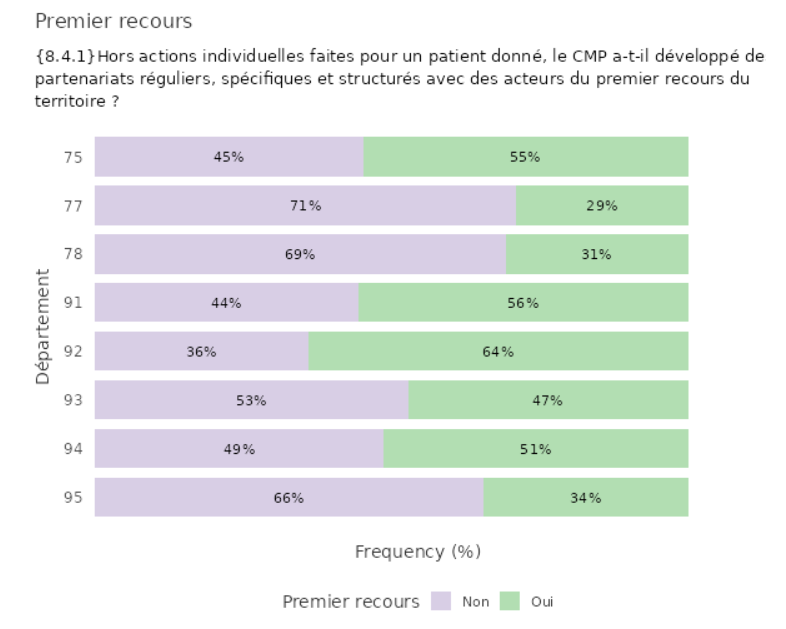 Premier recours
{8.4.1}Hors actions individuelles faites pour un patient donné, le CMP a-t-il développé de
partenariats réguliers, spécifiques et structurés avec des acteurs du premier recours du
territoire ?
Département
75 45% 55%
77 71% 29%
78 69% 31%
91 44% 56%
92 36% 64%
93 53% 47%
94 49% 51%
95 66% 34%
Frequency (%)
Premier recours Non Oui